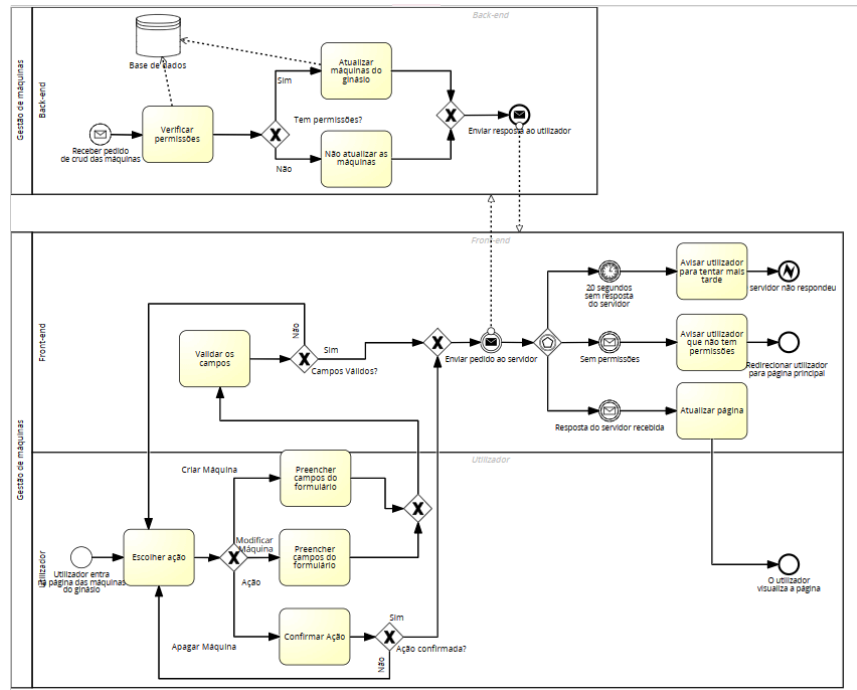 Back-end
Gestão de máquinas
Back-end
Base de dados
Receber pedido
de crud das máquinas
Verificar
permissões
Tem permissões?
Sim
Não
Atualizar
máquinas do
ginásio
Não atualizar as
máquinas
Enviar resposta ao utilizador
Front-end
Gestão de máquinas
Front-end
Validar os
campos
Não
Sim
Campos Válidos?
Enviar pedido ao servidor
20 segundos
sem resposta
do servidor
Avisar utilizador
para tentar mais
tarde
servidor não respondeu
Sem permissões
Avisar utilizador
que não tem
permissões
Redirecionar utilizador
para página principal
Resposta do servidor recebida
Atualizar página
Utilizador
Utilizador
Utilizador entra
na página das máquinas
do ginásio
Escolher ação
Criar Máquina
Modificar
Máquina
Ação
Apagar Máquina
Preencher
campos do
formulário
Preencher
campos do
formulário
Confirmar Ação
Sim
Ação confirmada?
Não
O utilizador
visualiza a página